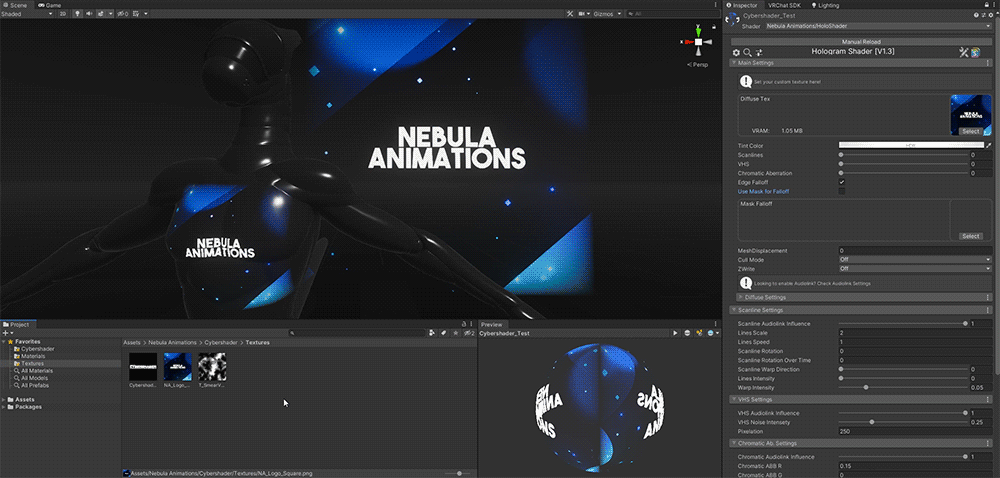 Scene
Game
Shaded
2D
0
Gizmos
All
y
x
Persp
NEBULA
ANIMATIONS
NEBULA
ANIMATIONS
Project
2
Favorites
Cybershader
Materials
Textures
All Materials
All Models
All Prefabs
Assets
Packages
Assets > Nebula Animations > Cybershader > Textures
Cybershad...
NA_Logo_...
T_SmearV...
Assets/Nebula Animations/Cybershader/Textures/NA_Logo_Square.png
Preview
Cybershader_Test
Inspector
VRChat SDK
Lighting
Cybershader_Test
Shader
Nebula Animations/HoloShader
Manual Reload
Hologram Shader [V1.3]
Main Settings
Set your custom texture here!
Diffuse Tex
VRAM: 1.05 MB
NEBULA
ANIMATIONS
Select
Tint Color
HDR
Scanlines 0
VHS 0
Chromatic Aberration 0
Edge Falloff
Use Mask for Falloff
Mask Falloff
Select
MeshDisplacement 0
Cull Mode Off
ZWrite Off
Looking to enable Audiolink? Check Audiolink Settings
Diffuse Settings
Scanline Settings
Scanline Audiolink Influence 1
Lines Scale 2
Lines Speed 1
Scanline Rotation 0
Scanline Rotation Over Time 0
Scanline Warp Direction 0
Lines Intensity 0
Warp Intensity 0.05
VHS Settings
VHS Audiolink Influence 1
VHS Noise Intensety 0.25
Pixelation 250
Chromatic Ab. Settings
Chromatic Audiolink Influence 1
Chromatic ABB R 0.15
Chromatic ABB G 0